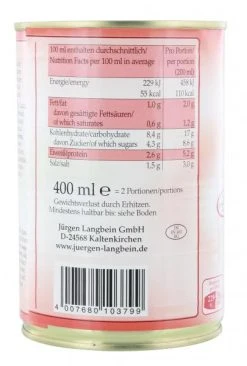 100 ml enthalten durchschnittlich/ Pro Portion/
Nutrition Facts per 100 ml in average per Portion
(200 ml)
Energie/energy 229 kJ 458 kJ
55 kcal 110 kcal
Fett/fat 1,0 g 2,0 g
davon gesättigte Fettsäuren/
of which saturates 0,6 g 1,2 g
Kohlenhydrate/carbohydrate 8,4 g 17 g
davon Zucker/of which sugars 4,3 g 8,6 g
Eiweiß/protein 2,6 g 5,2 g
Salz/salt 1,5 g 3,0 g
400 ml e = 2 Portionen/portions
Gewichtsverlust durch Erhitzen.
Mindestens haltbar bis: siehe Boden
Jürgen Langbein GmbH
D-24568 Kaltenkirchen
www.juergen-langbein.de
4 007680 103799